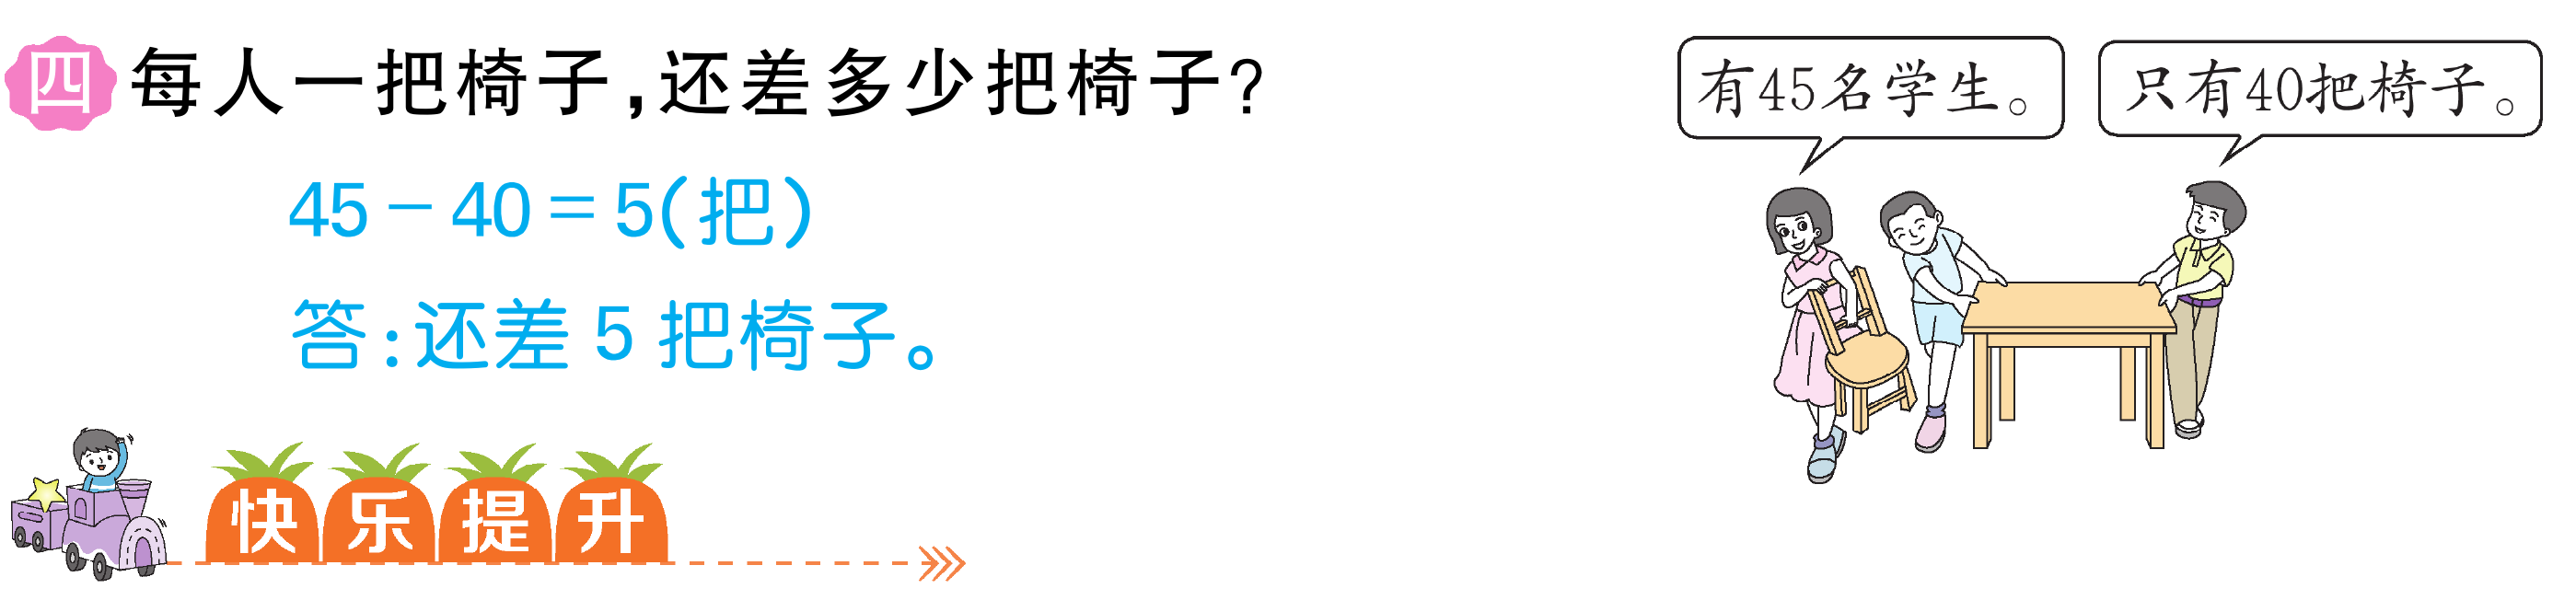 四 每人一把椅子,还差多少把椅子?
有45名学生。
只有40把椅子。
45-40=5(把)
答:还差5把椅子。
快乐提升